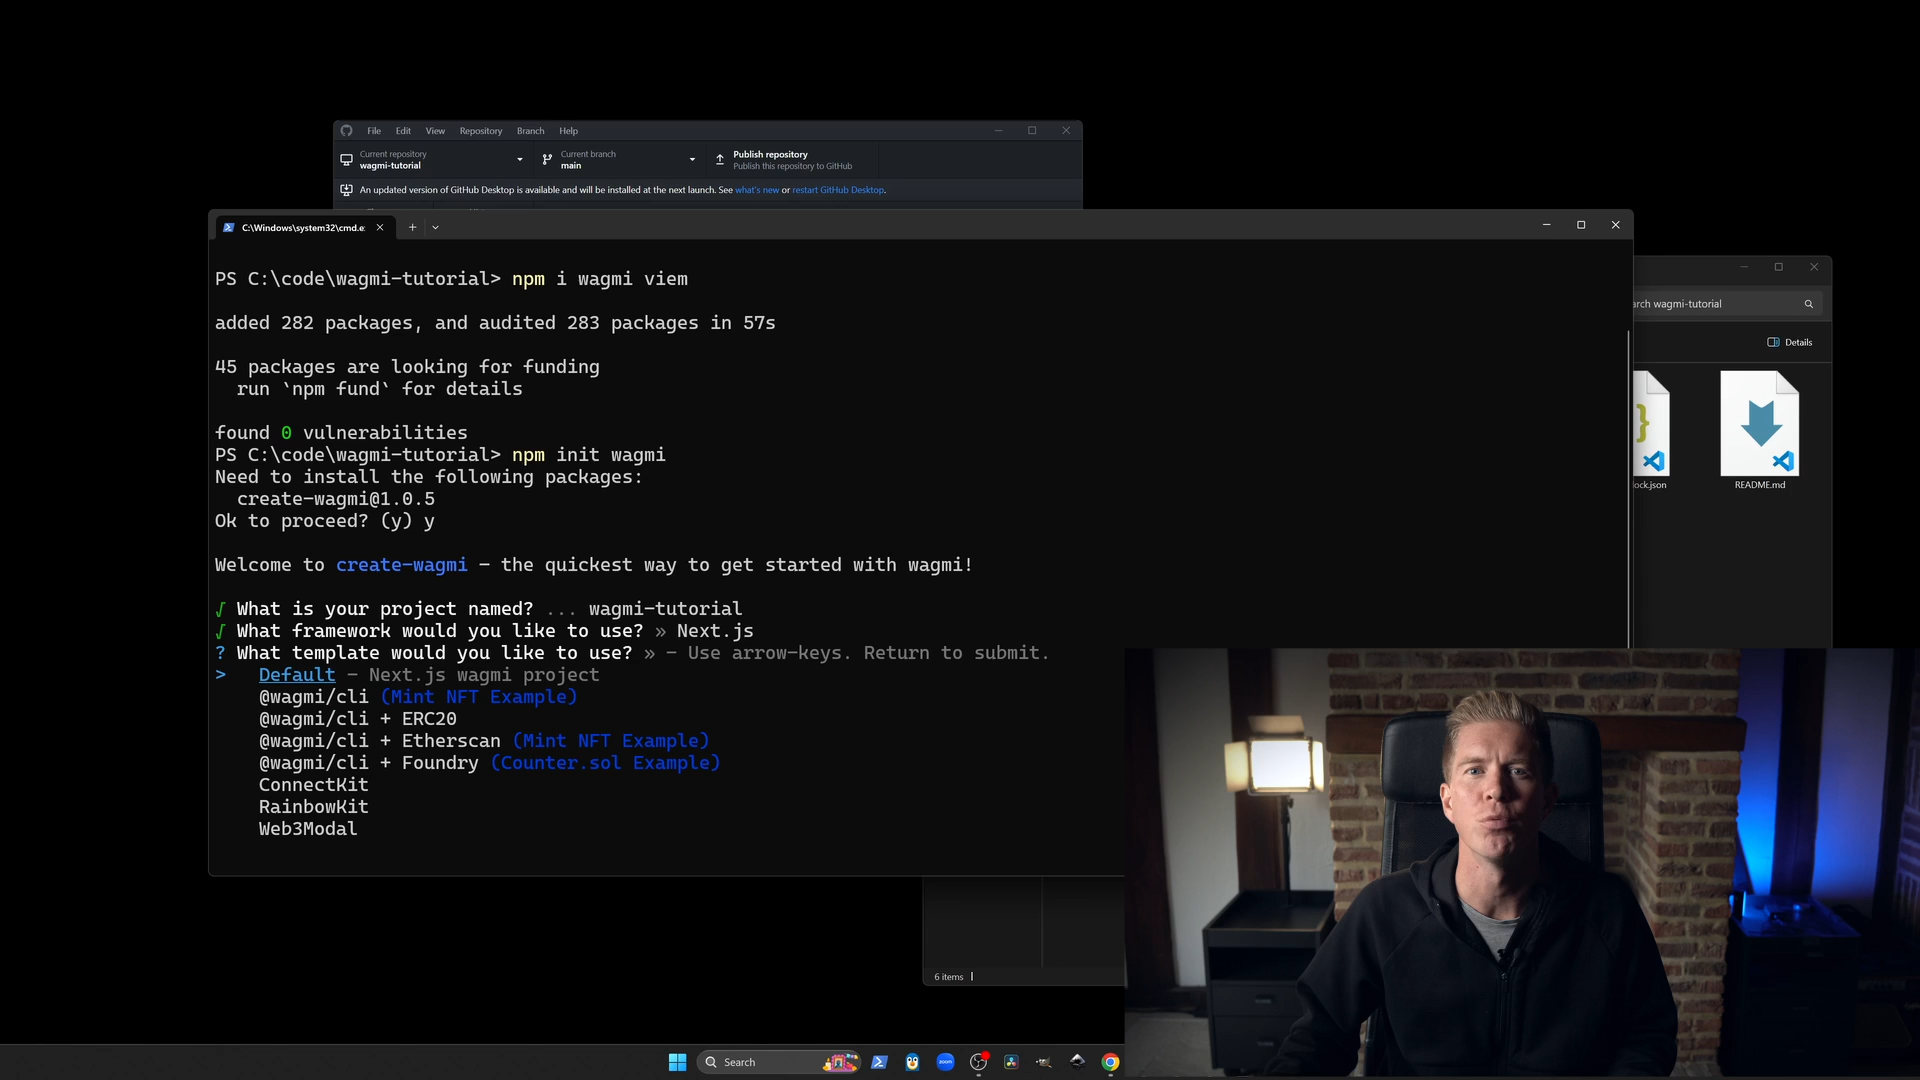 File Edit View Repository Branch Help
Current repository
wagmi-tutorial
Current branch
main
Publish repository
Publish this repository to GitHub
An updated version of GitHub Desktop is available and will be installed at the next launch. See what's new or restart GitHub Desktop.
C:\Windows\system32\cmd.e
PS C:\code\wagmi-tutorial> npm i wagmi viem
added 282 packages, and audited 283 packages in 57s
45 packages are looking for funding
run `npm fund` for details
found 0 vulnerabilities
PS C:\code\wagmi-tutorial> npm init wagmi
Need to install the following packages:
create-wagmi@1.0.5
Ok to proceed? (y) y
Welcome to create-wagmi – the quickest way to get started with wagmi!
√ What is your project named? ... wagmi-tutorial
√ What framework would you like to use? » Next.js
? What template would you like to use? » - Use arrow-keys. Return to submit.
> Default - Next.js wagmi project
@wagmi/cli (Mint NFT Example)
@wagmi/cli + ERC20
@wagmi/cli + Etherscan (Mint NFT Example)
@wagmi/cli + Foundry (Counter.sol Example)
ConnectKit
RainbowKit
Web3Modal
arch wagmi-tutorial
Details
ock.json
README.md
6 items
Search
zoom